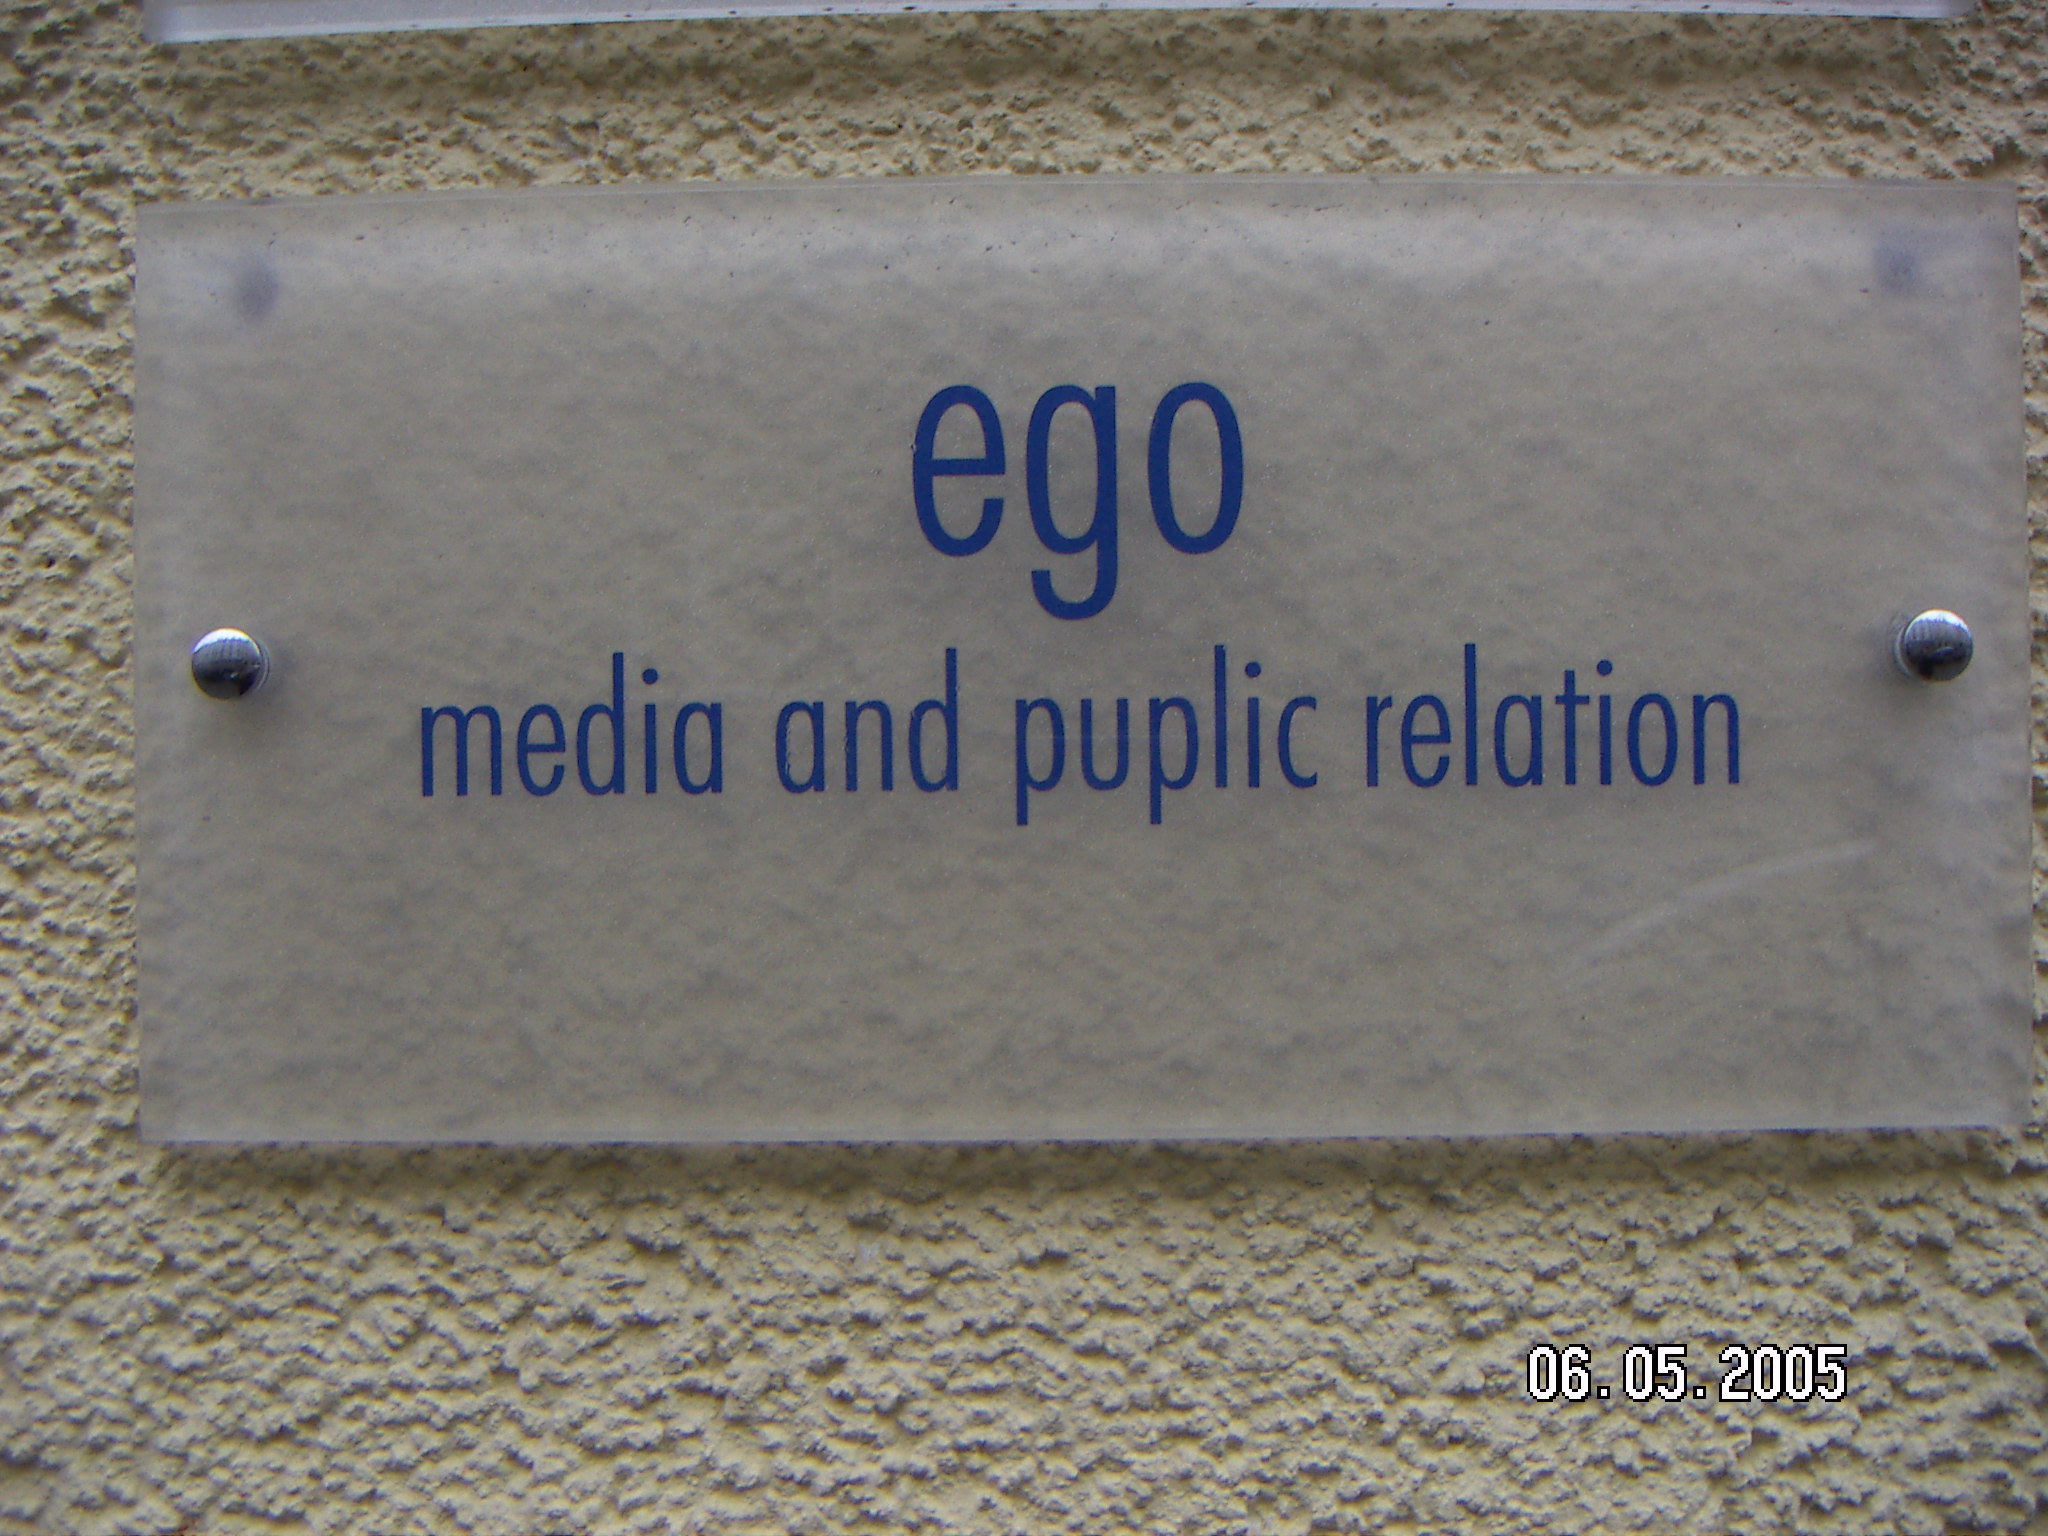 ego
media and puplic relation
06.05.2005